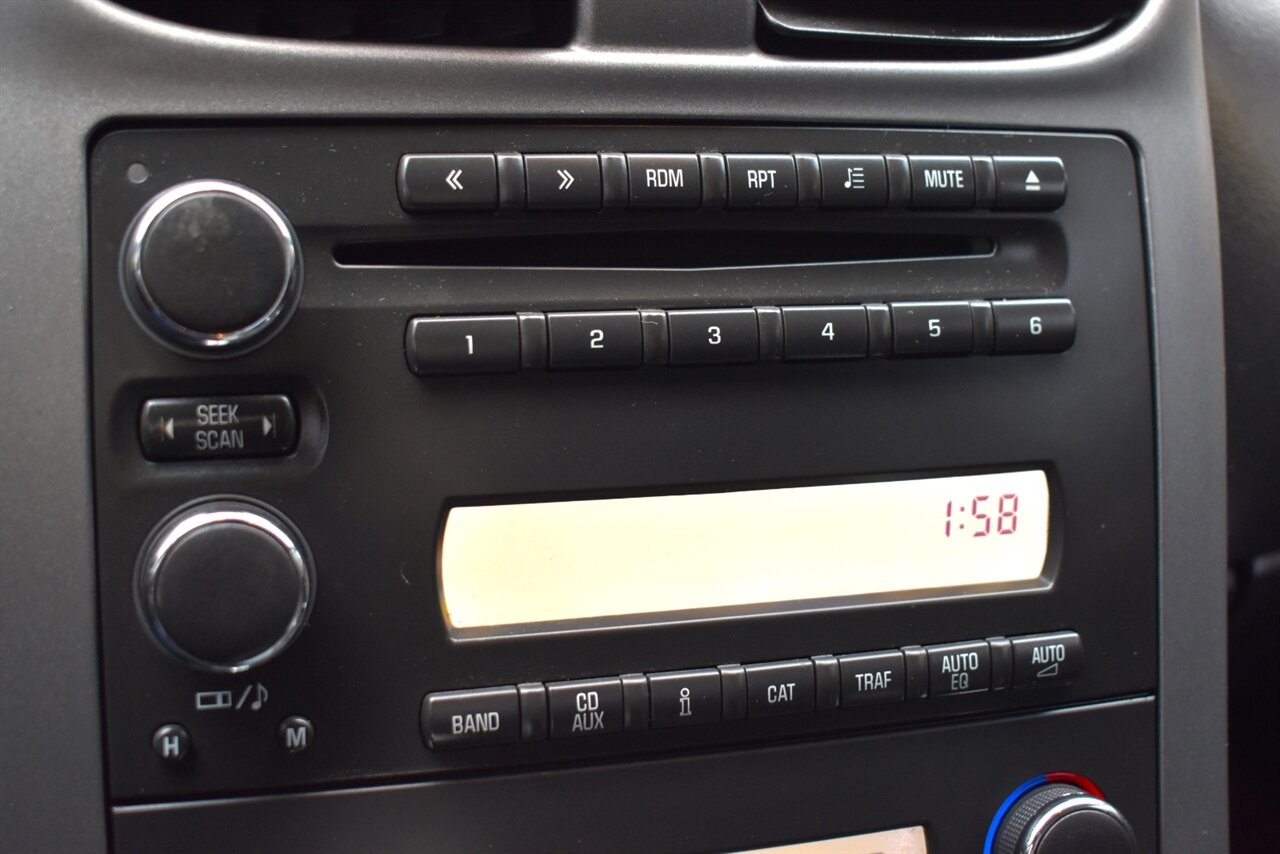 RDM RPT MUTE
1 2 3 4 5 6
SEEK
SCAN
1:58
BAND CD AUX i CAT TRAF AUTO EQ AUTO
H M